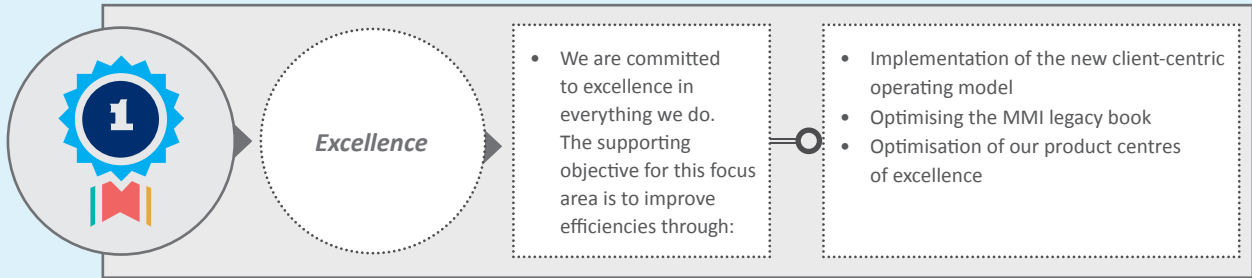 1
Excellence
• We are committed
to excellence in
everything we do.
The supporting
objective for this focus
area is to improve
efficiencies through:
• Implementation of the new client-centric
operating model
• Optimising the MMI legacy book
• Optimisation of our product centres
of excellence